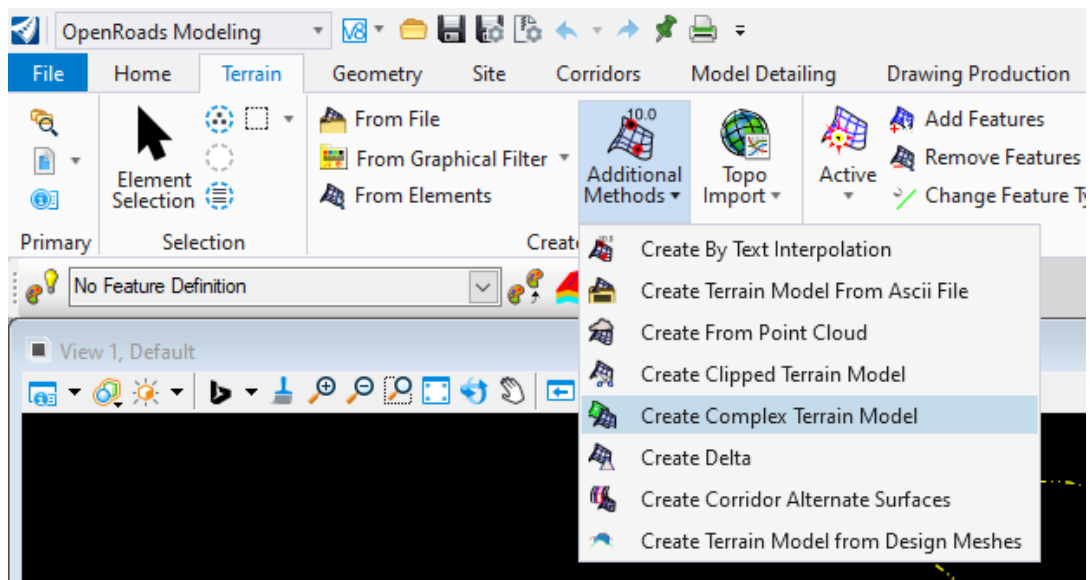 OpenRoads Modeling
V8
File Home Terrain Geometry Site Corridors Model Detailing Drawing Production
Element Selection
From File
From Graphical Filter
From Elements
10.0
Additional Methods
Topo Import
Active
Add Features
Remove Features
Change Feature Ty
Primary Selection Create
No Feature Definition
Create By Text Interpolation
Create Terrain Model From Ascii File
Create From Point Cloud
Create Clipped Terrain Model
Create Complex Terrain Model
Create Delta
Create Corridor Alternate Surfaces
Create Terrain Model from Design Meshes
View 1, Default